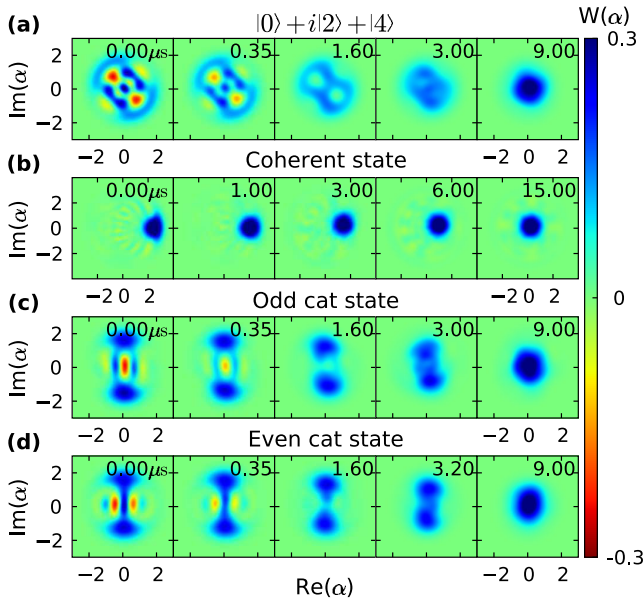 (a) |0⟩ + i|2⟩ + |4⟩ W(α)
0.00μs 0.35 1.60 3.00 9.00 0.3
Im(α) 2 0 −2
−2 0 2 −2 0 2
(b) Coherent state
0.00μs 1.00 3.00 6.00 15.00
Im(α) 2 0 −2
−2 0 2 −2 0 2 0
(c) Odd cat state
0.00μs 0.35 1.60 3.00 9.00
Im(α) 2 0 −2
(d) Even cat state
0.00μs 0.35 1.60 3.20 9.00
Im(α) 2 0 −2
-0.3
−2 0 2 −2 0 2
Re(α)